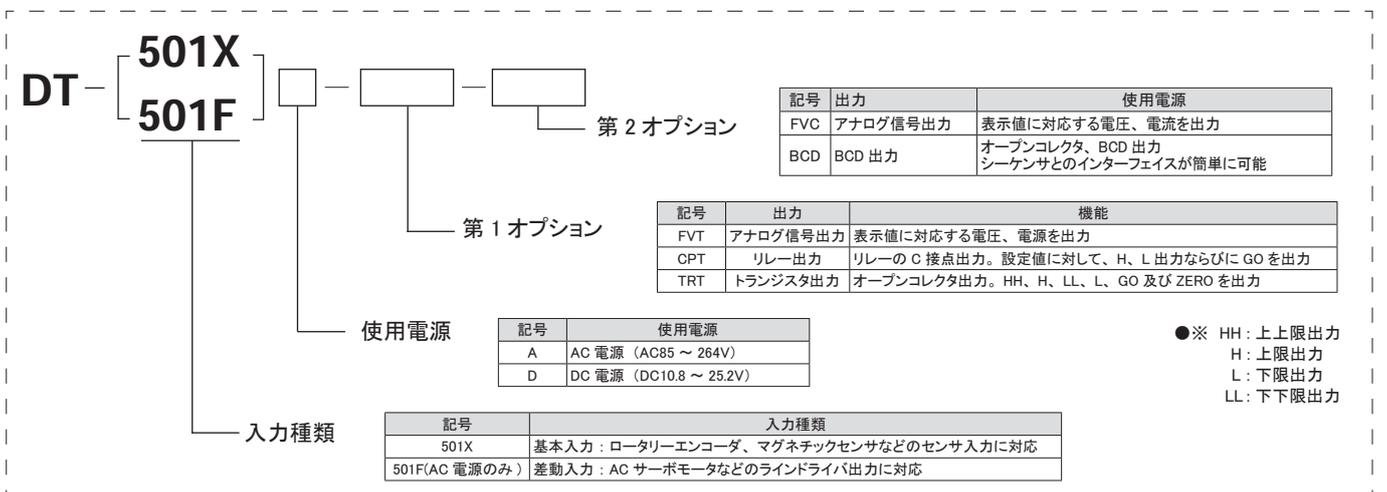 DT
501X
501F
第 2 オプション
記号 出力 使用電源
FVC アナログ信号出力 表示値に対応する電圧、電流を出力
BCD BCD 出力 オープンコレクタ、BCD 出力
シーケンサとのインターフェイスが簡単に可能
第 1 オプション
記号 出力 機能
FVT アナログ信号出力 表示値に対応する電圧、電源を出力
CPT リレー出力 リレーの C 接点出力。設定値に対して、H、L 出力ならびに GO を出力
TRT トランジスタ出力 オープンコレクタ出力。HH、H、LL、L、GO 及び ZERO を出力
使用電源
記号 使用電源
A AC 電源（AC85 ～ 264V）
D DC 電源（DC10.8 ～ 25.2V）
●※ HH : 上上限出力
H : 上限出力
L : 下限出力
LL : 下下限出力
入力種類
記号 入力種類
501X 基本入力：ロータリーエンコーダ、マグネチックセンサなどのセンサ入力に対応
501F(AC 電源のみ) 差動入力：AC サーボモータなどのラインドライバ出力に対応